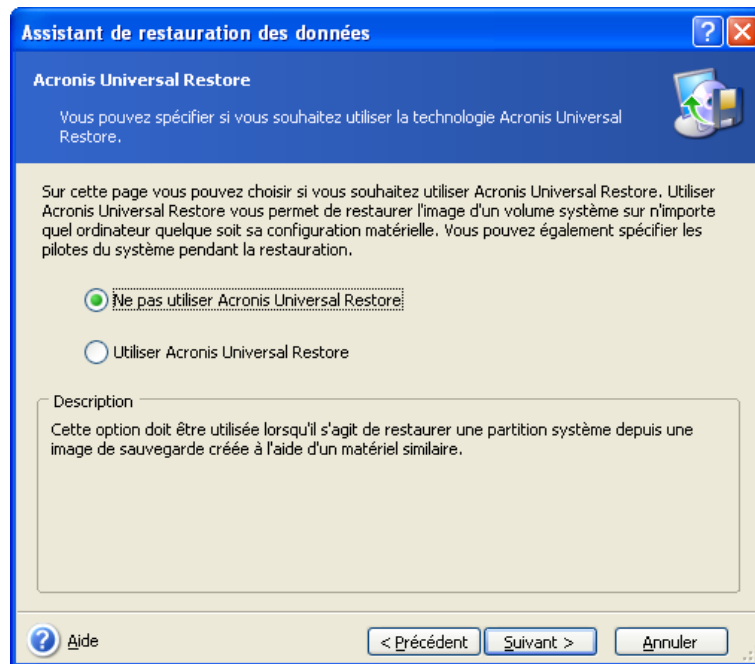 Assistant de restauration des données
Acronis Universal Restore
Vous pouvez spécifier si vous souhaitez utiliser la technologie Acronis Universal
Restore.
Sur cette page vous pouvez choisir si vous souhaitez utiliser Acronis Universal Restore. Utiliser
Acronis Universal Restore vous permet de restaurer l'image d'un volume système sur n'importe
quel ordinateur quelque soit sa configuration matérielle. Vous pouvez également spécifier les
pilotes du système pendant la restauration.
Ne pas utiliser Acronis Universal Restore
Utiliser Acronis Universal Restore
Description
Cette option doit être utilisée lorsqu'il s'agit de restaurer une partition système depuis une
image de sauvegarde créée à l'aide d'un matériel similaire.
Aide
< Précédent
Suivant >
Annuler